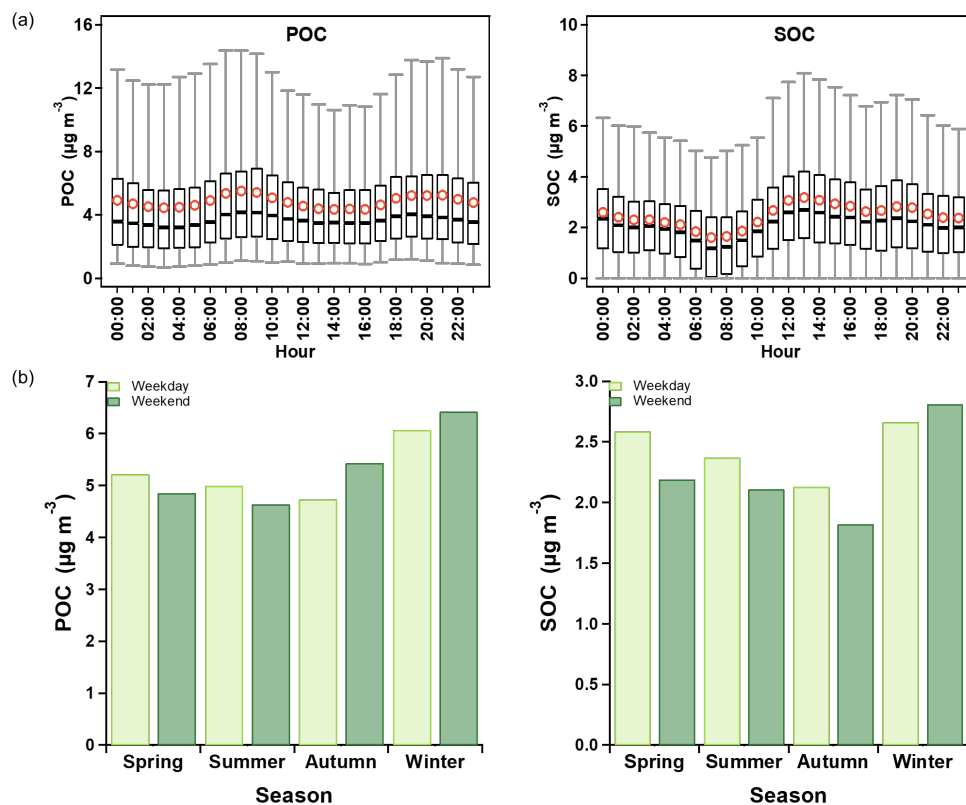 (a)
POC
POC (µg m⁻³)
16
12
8
4
0
00:00
02:00
04:00
06:00
08:00
10:00
12:00
14:00
16:00
18:00
20:00
22:00
Hour
SOC
SOC (µg m⁻³)
10
8
6
4
2
0
00:00
02:00
04:00
06:00
08:00
10:00
12:00
14:00
16:00
18:00
20:00
22:00
Hour
(b)
POC (µg m⁻³)
7
6
5
4
3
2
1
0
Weekday
Weekend
Spring Summer Autumn Winter
Season
SOC (µg m⁻³)
3.0
2.5
2.0
1.5
1.0
0.5
0.0
Weekday
Weekend
Spring Summer Autumn Winter
Season